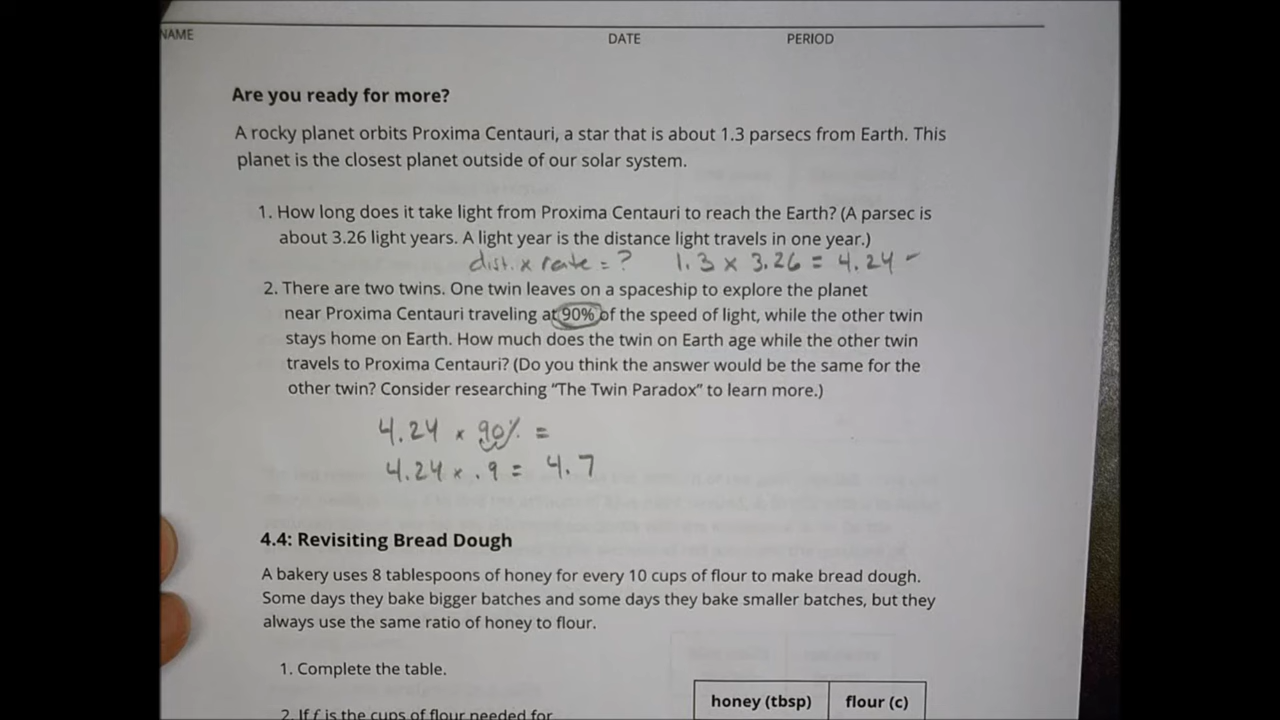 NAME DATE PERIOD
Are you ready for more?
A rocky planet orbits Proxima Centauri, a star that is about 1.3 parsecs from Earth. This
planet is the closest planet outside of our solar system.
1. How long does it take light from Proxima Centauri to reach the Earth? (A parsec is
about 3.26 light years. A light year is the distance light travels in one year.)
dist. x rate = ? 1.3 x 3.26 = 4.24
2. There are two twins. One twin leaves on a spaceship to explore the planet
near Proxima Centauri traveling at 90% of the speed of light, while the other twin
stays home on Earth. How much does the twin on Earth age while the other twin
travels to Proxima Centauri? (Do you think the answer would be the same for the
other twin? Consider researching “The Twin Paradox” to learn more.)
4.24 x 90% =
4.24 x .9 = 4.7
4.4: Revisiting Bread Dough
A bakery uses 8 tablespoons of honey for every 10 cups of flour to make bread dough.
Some days they bake bigger batches and some days they bake smaller batches, but they
always use the same ratio of honey to flour.
1. Complete the table.
honey (tbsp) flour (c)
2. If f is the cups of flour needed for